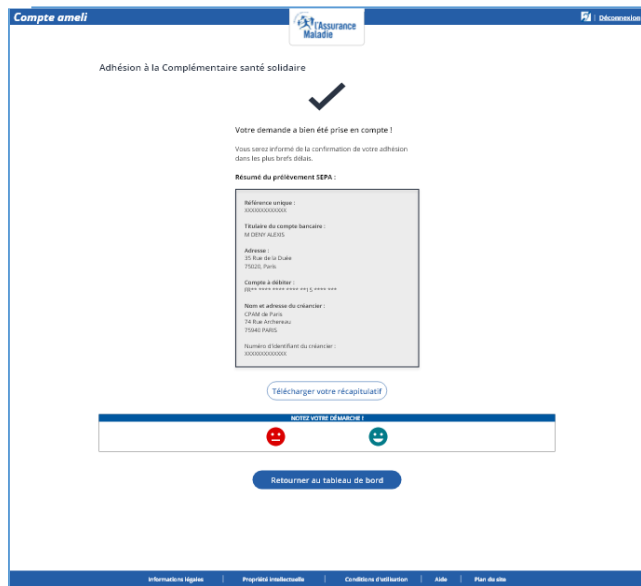 Compte ameli
l'Assurance
Maladie
Déconnexion
Adhésion à la Complémentaire santé solidaire
Votre demande a bien été prise en compte !
Vous serez informé de la confirmation de votre adhésion
dans les plus brefs délais.
Résumé du prélèvement SEPA :
Référence unique :
XXXXXXXXXXXXX
Titulaire du compte bancaire :
M DENY ALEXIS
Adresse :
35 Rue de la Duée
75020, Paris
Compte à débiter :
FR** **** **** **** **15 **** ***
Nom et adresse du créancier :
CPAM de Paris
74 Rue Archereau
75940 PARIS
Numéro d'identifiant du créancier :
XXXXXXXXXXXXX
Télécharger votre récapitulatif
NOTEZ VOTRE DÉMARCHE !
Retourner au tableau de bord
Informations légales | Propriété intellectuelle | Conditions d'utilisation | Aide | Plan du site